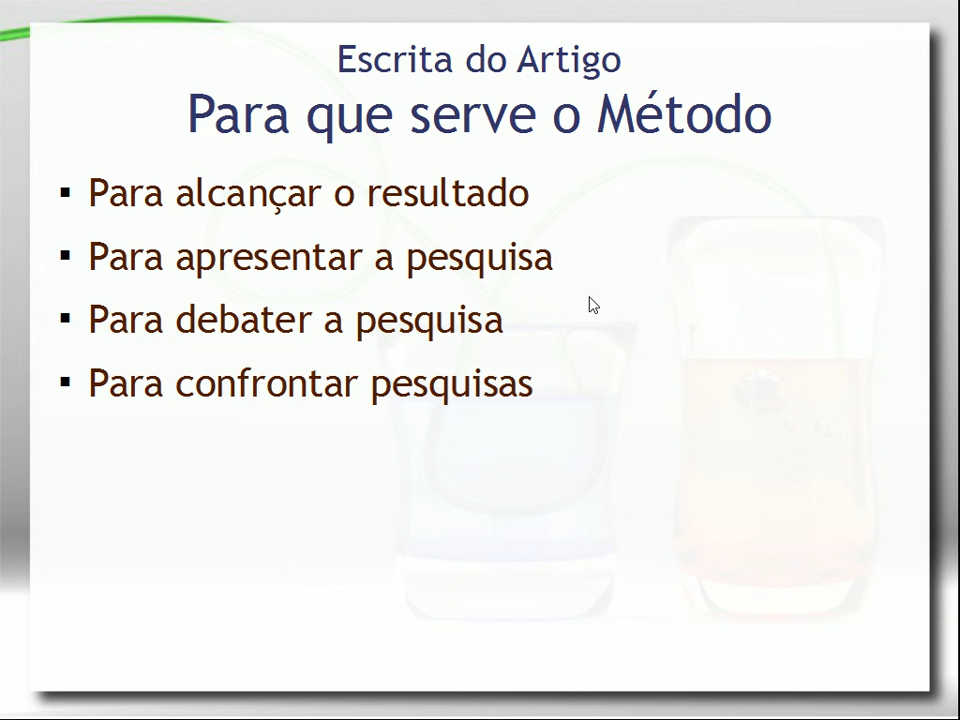 Escrita do Artigo
Para que serve o Método
▪ Para alcançar o resultado
▪ Para apresentar a pesquisa
▪ Para debater a pesquisa
▪ Para confrontar pesquisas